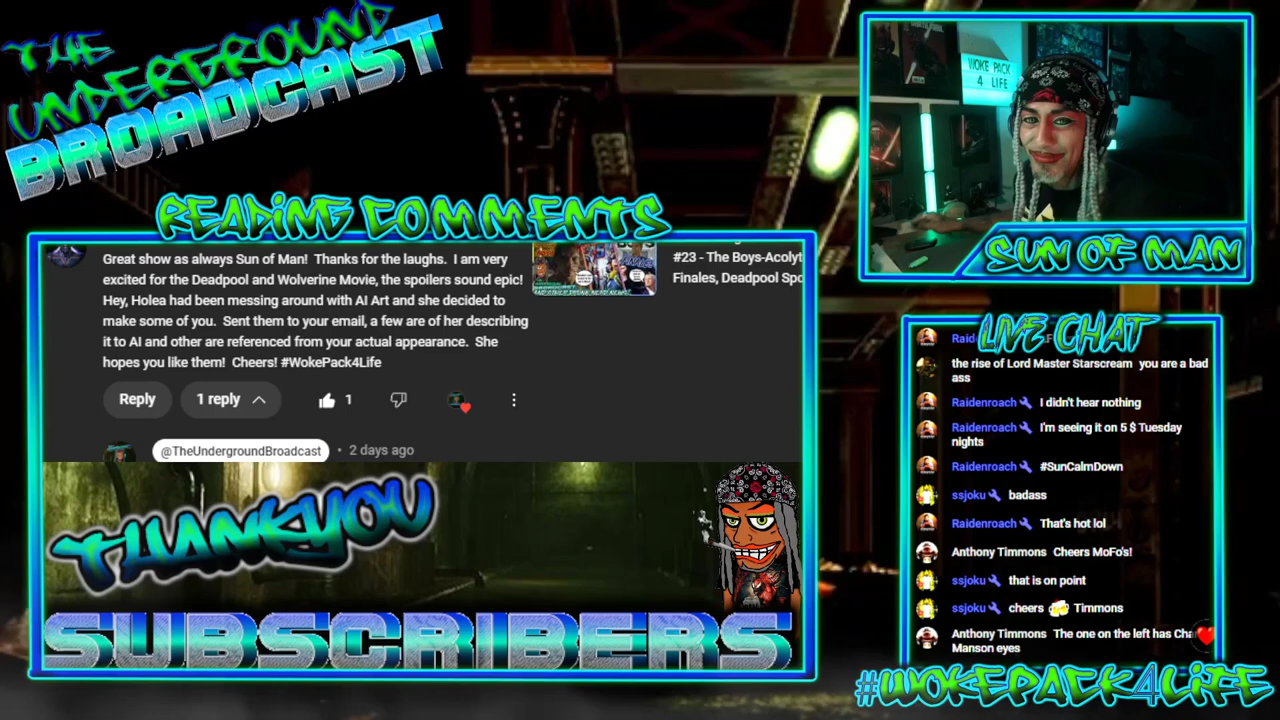 THE
UNDERGROUND
BROADCAST
WOKE PACK
4 LIFE
SUN OF MAN
READING COMMENTS
Great show as always Sun of Man! Thanks for the laughs. I am very
excited for the Deadpool and Wolverine Movie, the spoilers sound epic!
Hey, Holea had been messing around with AI Art and she decided to
make some of you. Sent them to your email, a few are of her describing
it to AI and other are referenced from your actual appearance. She
hopes you like them! Cheers! #WokePack4Life
Reply 1 reply 1
@TheUndergroundBroadcast • 2 days ago
#23 - The Boys-Acolyt
Finales, Deadpool Spo
THANKYOU
SUBSCRIBERS
LIVE CHAT
Raid
the rise of Lord Master Starscream you are a bad
ass
Raidenroach I didn't hear nothing
Raidenroach I'm seeing it on 5 $ Tuesday
nights
Raidenroach #SunCalmDown
ssjoku badass
Raidenroach That's hot lol
Anthony Timmons Cheers MoFo's!
ssjoku that is on point
ssjoku cheers Timmons
Anthony Timmons The one on the left has Cha
Manson eyes
#WOKEPACK4LIFE